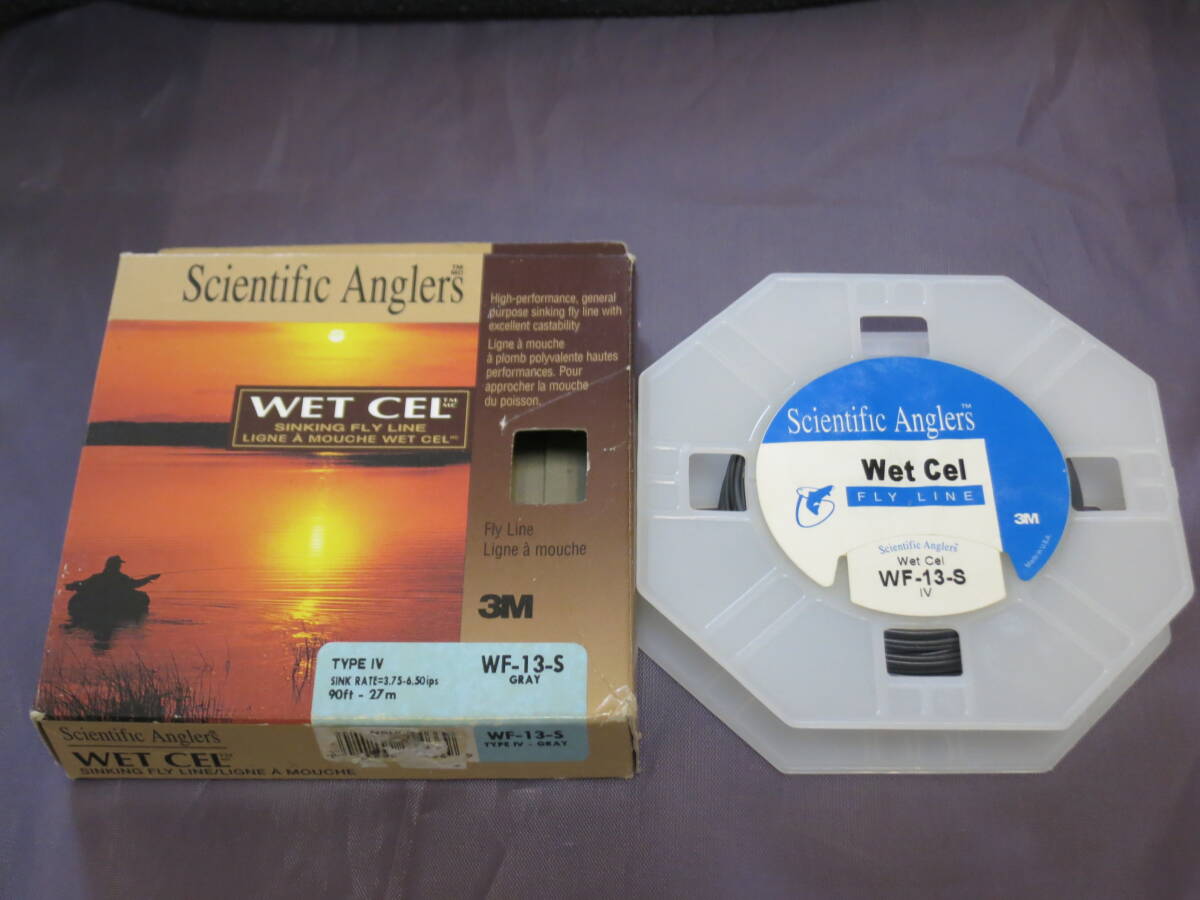 Scientific Anglers
TM
MC
High-performance, general
purpose sinking fly line with
excellent castability
Ligne à mouche
à plomb polyvalente hautes
performances. Pour
approcher la mouche
du poisson.
WET CEL TM
MC
SINKING FLY LINE
LIGNE À MOUCHE WET CEL MC
Fly Line
Ligne à mouche
3M
TYPE IV
SINK RATE=3.75-6.50ips
90ft - 27m
WF-13-S
GRAY
Scientific Anglers
WET CEL
SINKING FLY LINE/LIGNE À MOUCHE
WF-13-S
TYPE IV - GRAY
Scientific Anglers TM
Wet Cel
FLY LINE
3M
Made in U.S.A.
Scientific Anglers
Wet Cel
WF-13-S
IV